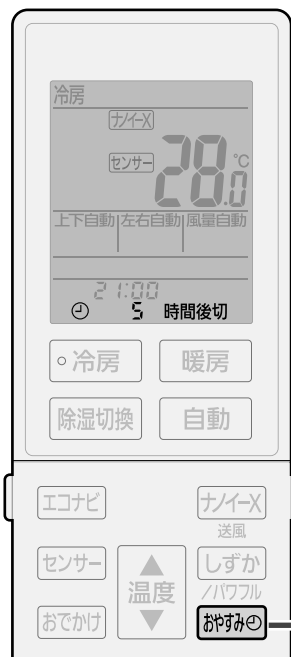 冷房
ナノイーX
センサー 28.0℃
上下自動 左右自動 風量自動
21:00
5 時間後切
冷房 暖房
除湿切換 自動
エコナビ ナノイーX
送風
センサー ▲ しずか
温度 /パワフル
おでかけ ▼ おやすみ